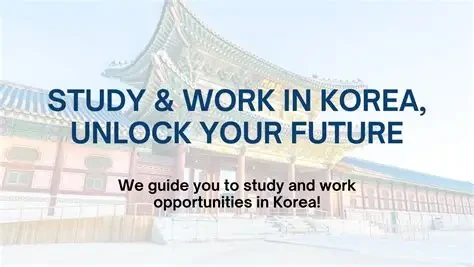 STUDY & WORK IN KOREA,
UNLOCK YOUR FUTURE
We guide you to study and work
opportunities in Korea!